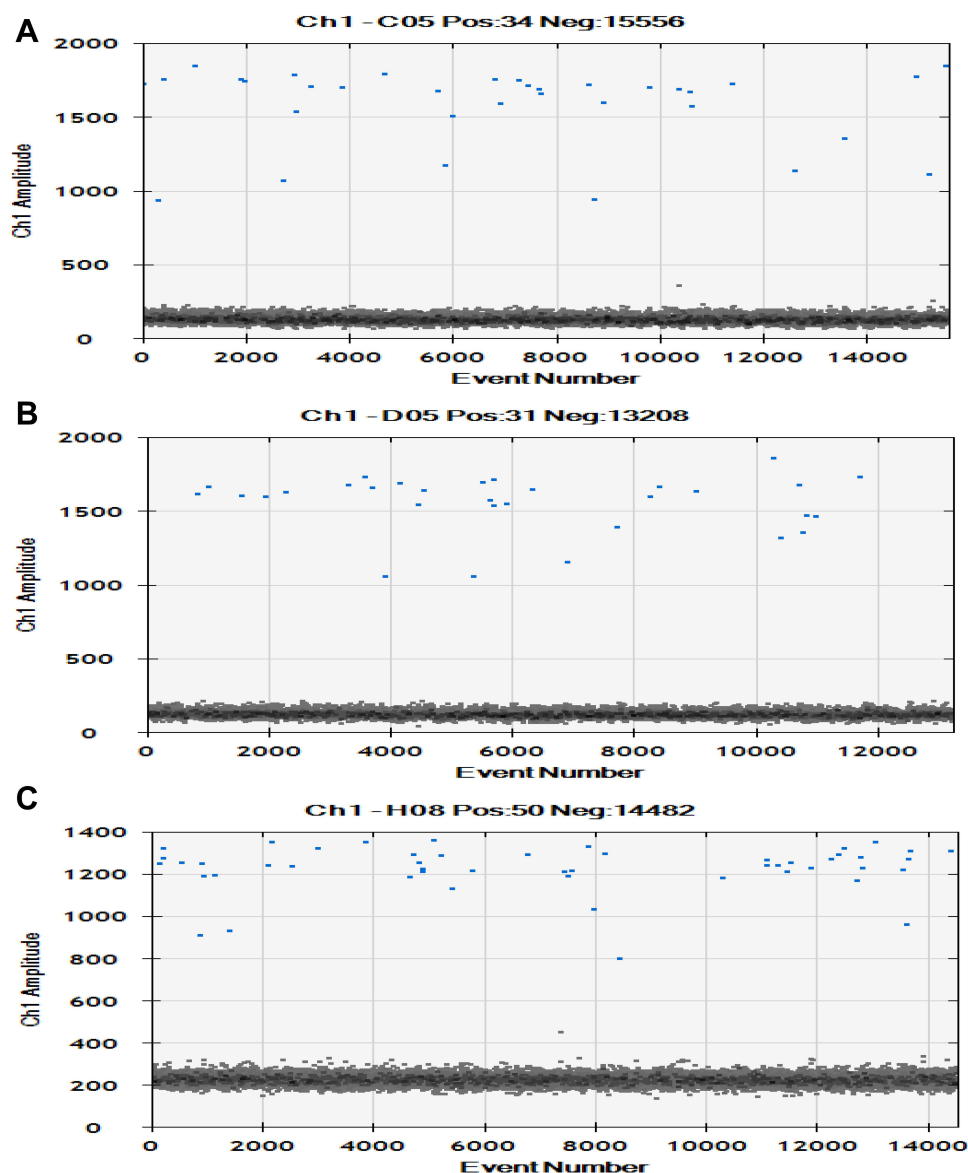 A
Ch1 - C05 Pos:34 Neg:15556
2000
1500
1000
500
0
Ch1 Amplitude
0 2000 4000 6000 8000 10000 12000 14000
Event Number
B
Ch1 - D05 Pos:31 Neg:13208
2000
1500
1000
500
0
Ch1 Amplitude
0 2000 4000 6000 8000 10000 12000
Event Number
C
Ch1 - H08 Pos:50 Neg:14482
1400
1200
1000
800
600
400
200
0
Ch1 Amplitude
0 2000 4000 6000 8000 10000 12000 14000
Event Number